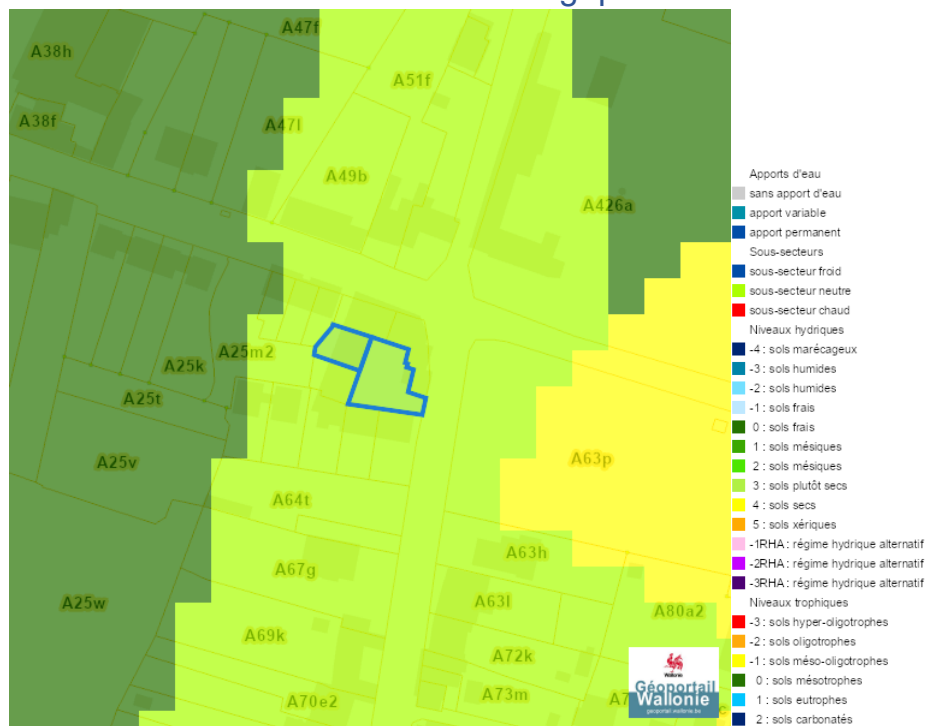 A47f
A38h
A51f
A38f
A47l
A49b
A426a
A25m2
A25k
A25t
A25v
A63p
A64t
A63h
A67g
A25w
A63l
A80a2
A69k
A72k
A70e2
A73m
Wallonie
Géoportail
Wallonie
geoportail.wallonie.be
Apports d'eau
sans apport d'eau
apport variable
apport permanent
Sous-secteurs
sous-secteur froid
sous-secteur neutre
sous-secteur chaud
Niveaux hydriques
-4 : sols marécageux
-3 : sols humides
-2 : sols humides
-1 : sols frais
0 : sols frais
1 : sols mésiques
2 : sols mésiques
3 : sols plutôt secs
4 : sols secs
5 : sols xériques
-1RHA : régime hydrique alternatif
-2RHA : régime hydrique alternatif
-3RHA : régime hydrique alternatif
Niveaux trophiques
-3 : sols hyper-oligotrophes
-2 : sols oligotrophes
-1 : sols méso-oligotrophes
0 : sols mésotrophes
1 : sols eutrophes
2 : sols carbonatés